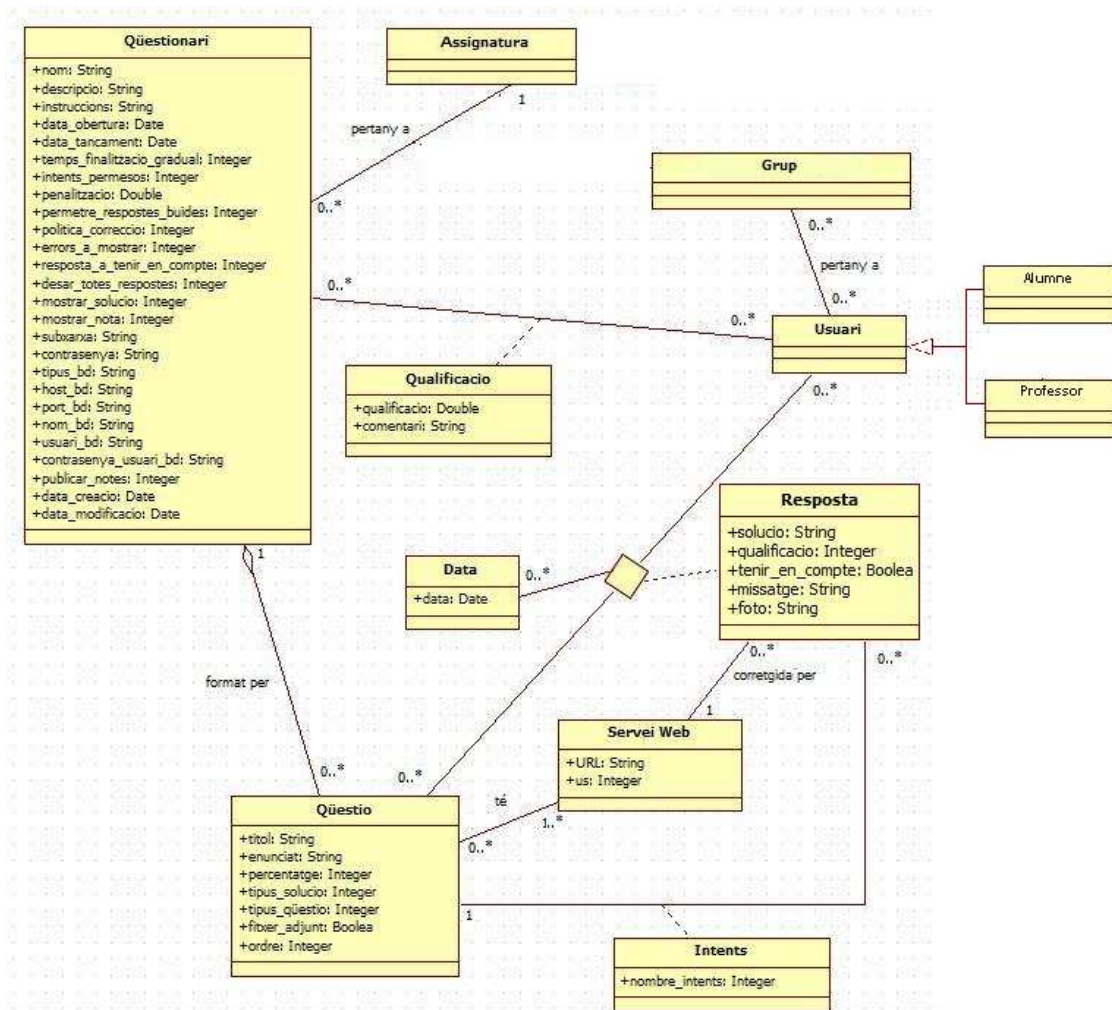 Qüestionari
+nom: String
+descripcio: String
+instruccions: String
+data_obertura: Date
+data_tancament: Date
+temps_finalitzacio_gradual: Integer
+intents_permesos: Integer
+penalitzacio: Double
+permetre_respostes_buides: Integer
+politica_correccio: Integer
+errors_a_mostrar: Integer
+resposta_a_tenir_en_compte: Integer
+desar_totes_respostes: Integer
+mostrar_solucio: Integer
+mostrar_nota: Integer
+subxarxa: String
+contrasenya: String
+tipus_bd: String
+host_bd: String
+port_bd: String
+nom_bd: String
+usuari_bd: String
+contrasenya_usuari_bd: String
+publicar_notes: Integer
+data_creacio: Date
+data_modificacio: Date
Assignatura
1
pertany a
0..*
Grup
0..*
pertany a
0..*
Alumne
Usuari
Professor
0..*
0..*
0..*
Qualificacio
+qualificacio: Double
+comentari: String
Resposta
+solucio: String
+qualificacio: Integer
+tenir_en_compte: Boolea
+missatge: String
+foto: String
Data
+data: Date
0..*
1
format per
0..*
0..*
0..*
corretgida per
1
0..*
Servei Web
+URL: String
+us: Integer
té
1..*
0..*
Qüestio
+titol: String
+enunciat: String
+percentatge: Integer
+tipus_solucio: Integer
+tipus_qüestio: Integer
+fitxer_adjunt: Boolea
+ordre: Integer
1
Intents
+nombre_intents: Integer